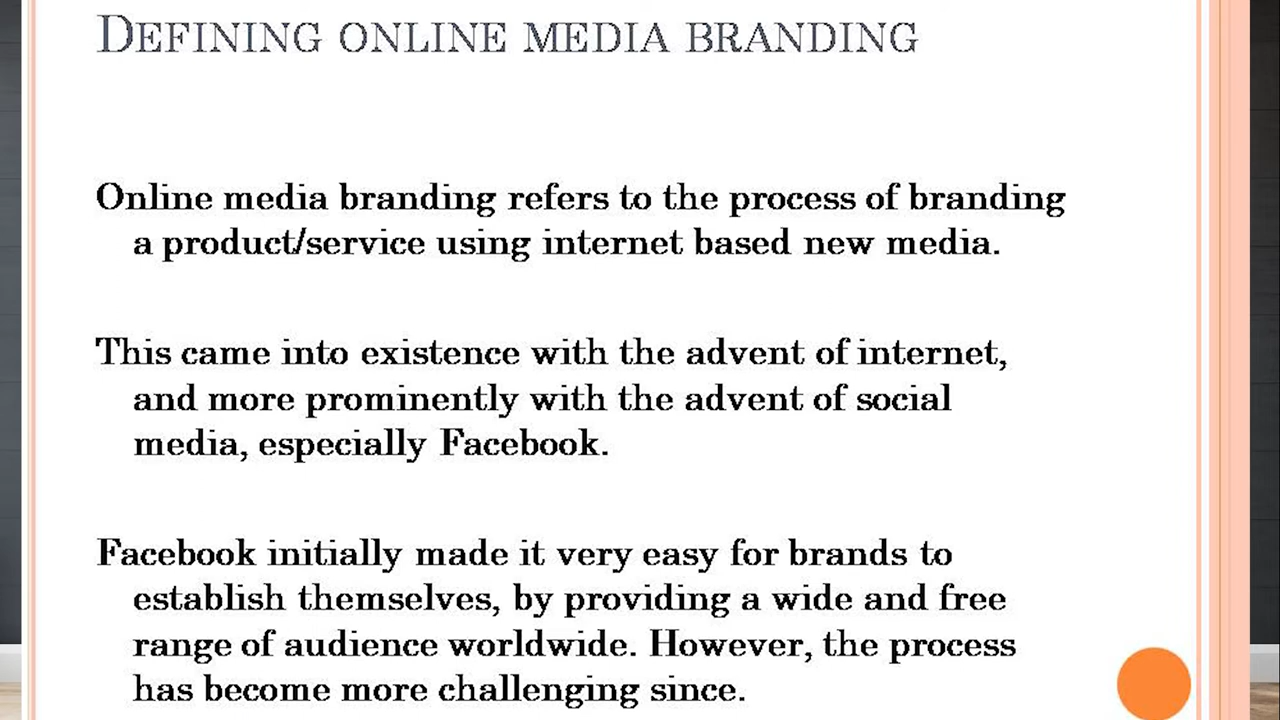 DEFINING ONLINE MEDIA BRANDING
Online media branding refers to the process of branding
a product/service using internet based new media.
This came into existence with the advent of internet,
and more prominently with the advent of social
media, especially Facebook.
Facebook initially made it very easy for brands to
establish themselves, by providing a wide and free
range of audience worldwide. However, the process
has become more challenging since.